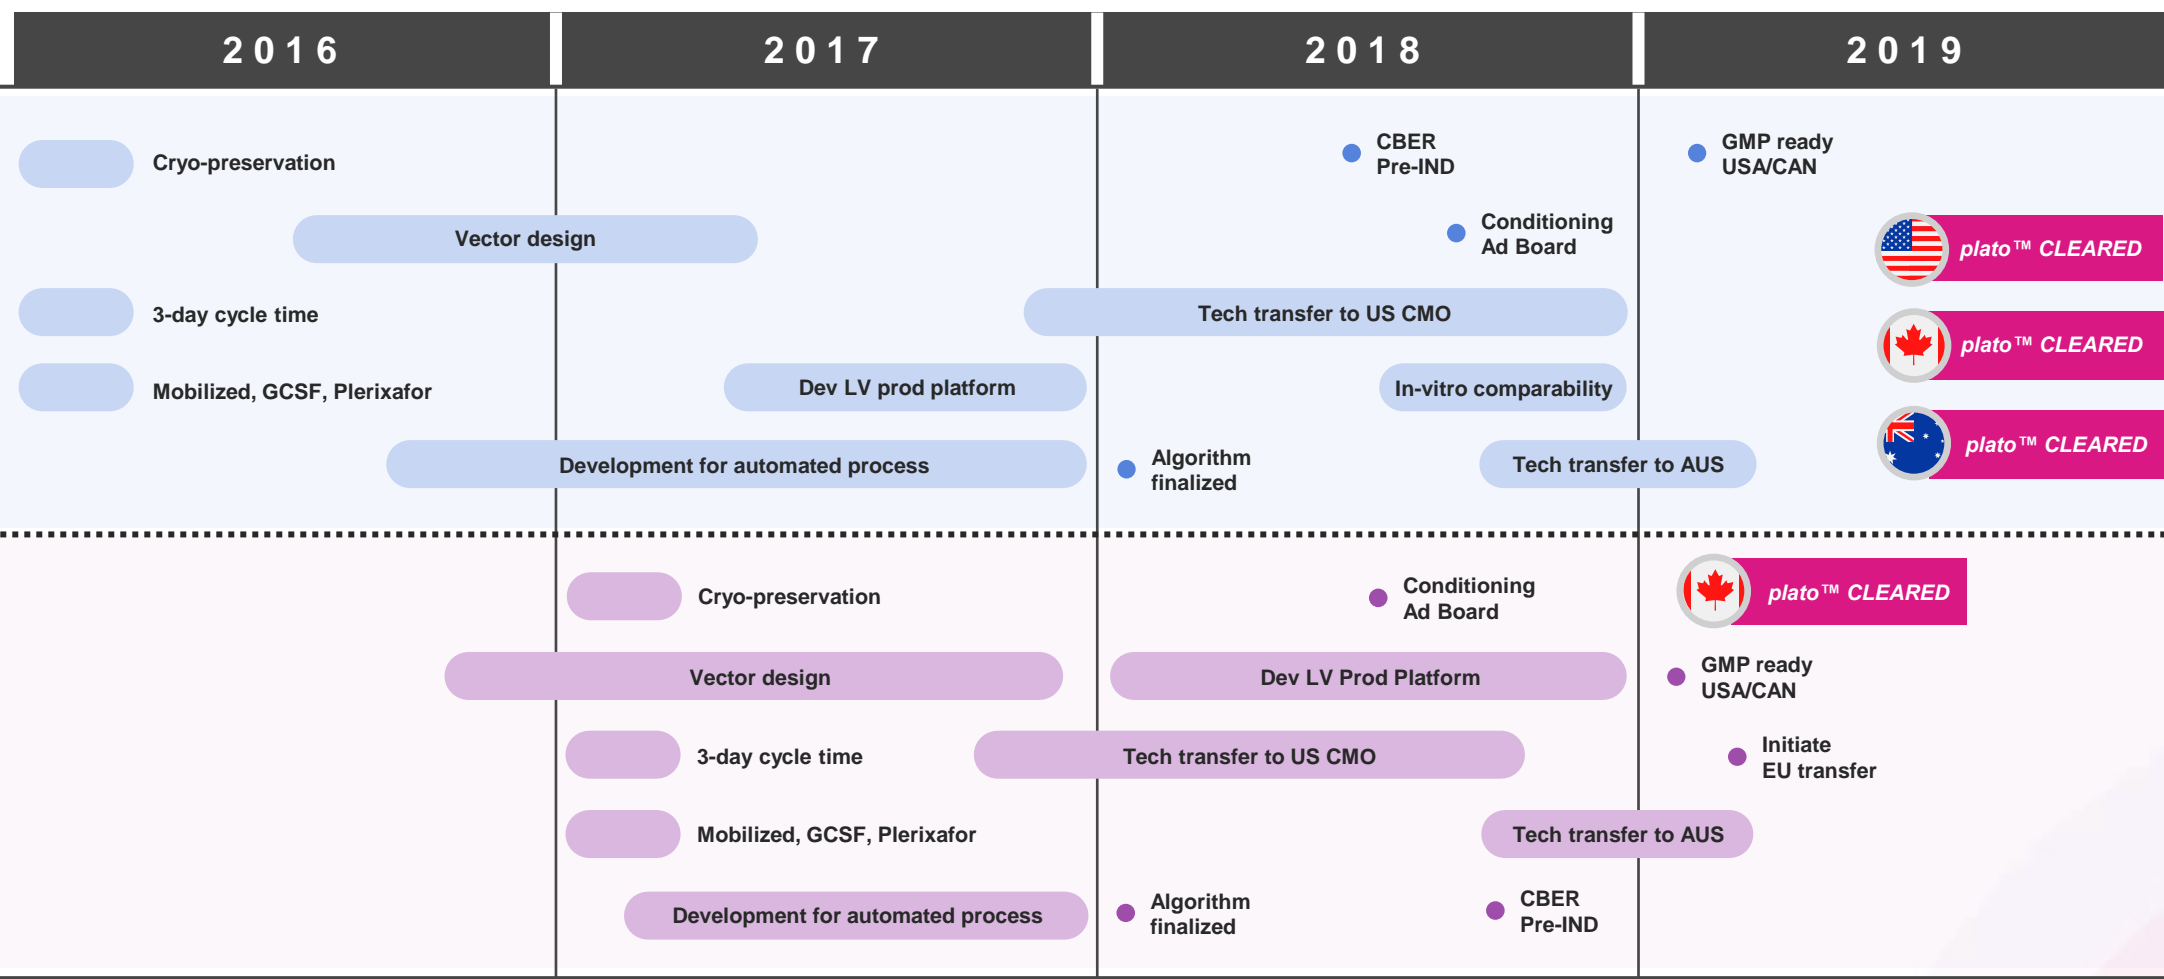 2016
2017
2018
2019
Cryo-preservation
CBER
Pre-IND
GMP ready
USA/CAN
Vector design
Conditioning
Ad Board
plato™ CLEARED
3-day cycle time
Tech transfer to US CMO
plato™ CLEARED
Mobilized, GCSF, Plerixafor
Dev LV prod platform
In-vitro comparability
plato™ CLEARED
Development for automated process
Algorithm
finalized
Tech transfer to AUS
Cryo-preservation
Conditioning
Ad Board
plato™ CLEARED
Vector design
Dev LV Prod Platform
GMP ready
USA/CAN
3-day cycle time
Tech transfer to US CMO
Initiate
EU transfer
Mobilized, GCSF, Plerixafor
Tech transfer to AUS
Development for automated process
Algorithm
finalized
CBER
Pre-IND